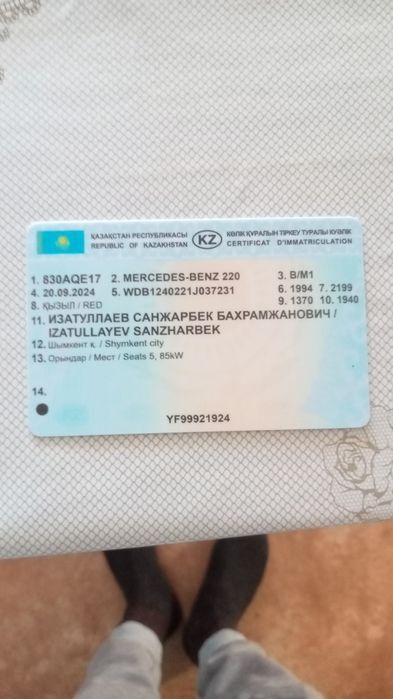 ҚАЗАҚСТАН РЕСПУБЛИКАСЫ
REPUBLIC OF KAZAKHSTAN
KZ
КӨЛІК ҚҰРАЛЫН ТІРКЕУ ТУРАЛЫ КУӘЛІК
CERTIFICAT D'IMMATRICULATION
1. 830AQE17 2. MERCEDES-BENZ 220 3. B/M1
4. 20.09.2024 5. WDB1240221J037231 6. 1994 7. 2199
8. ҚЫЗЫЛ / RED 9. 1370 10. 1940
11. ИЗАТУЛЛАЕВ САНЖАРБЕК БАХРАМЖАНОВИЧ /
IZATULLAYEV SANZHARBEK
12. Шымкент қ. / Shymkent city
13. Орындар / Мест / Seats 5, 85kW
14.
YF99921924